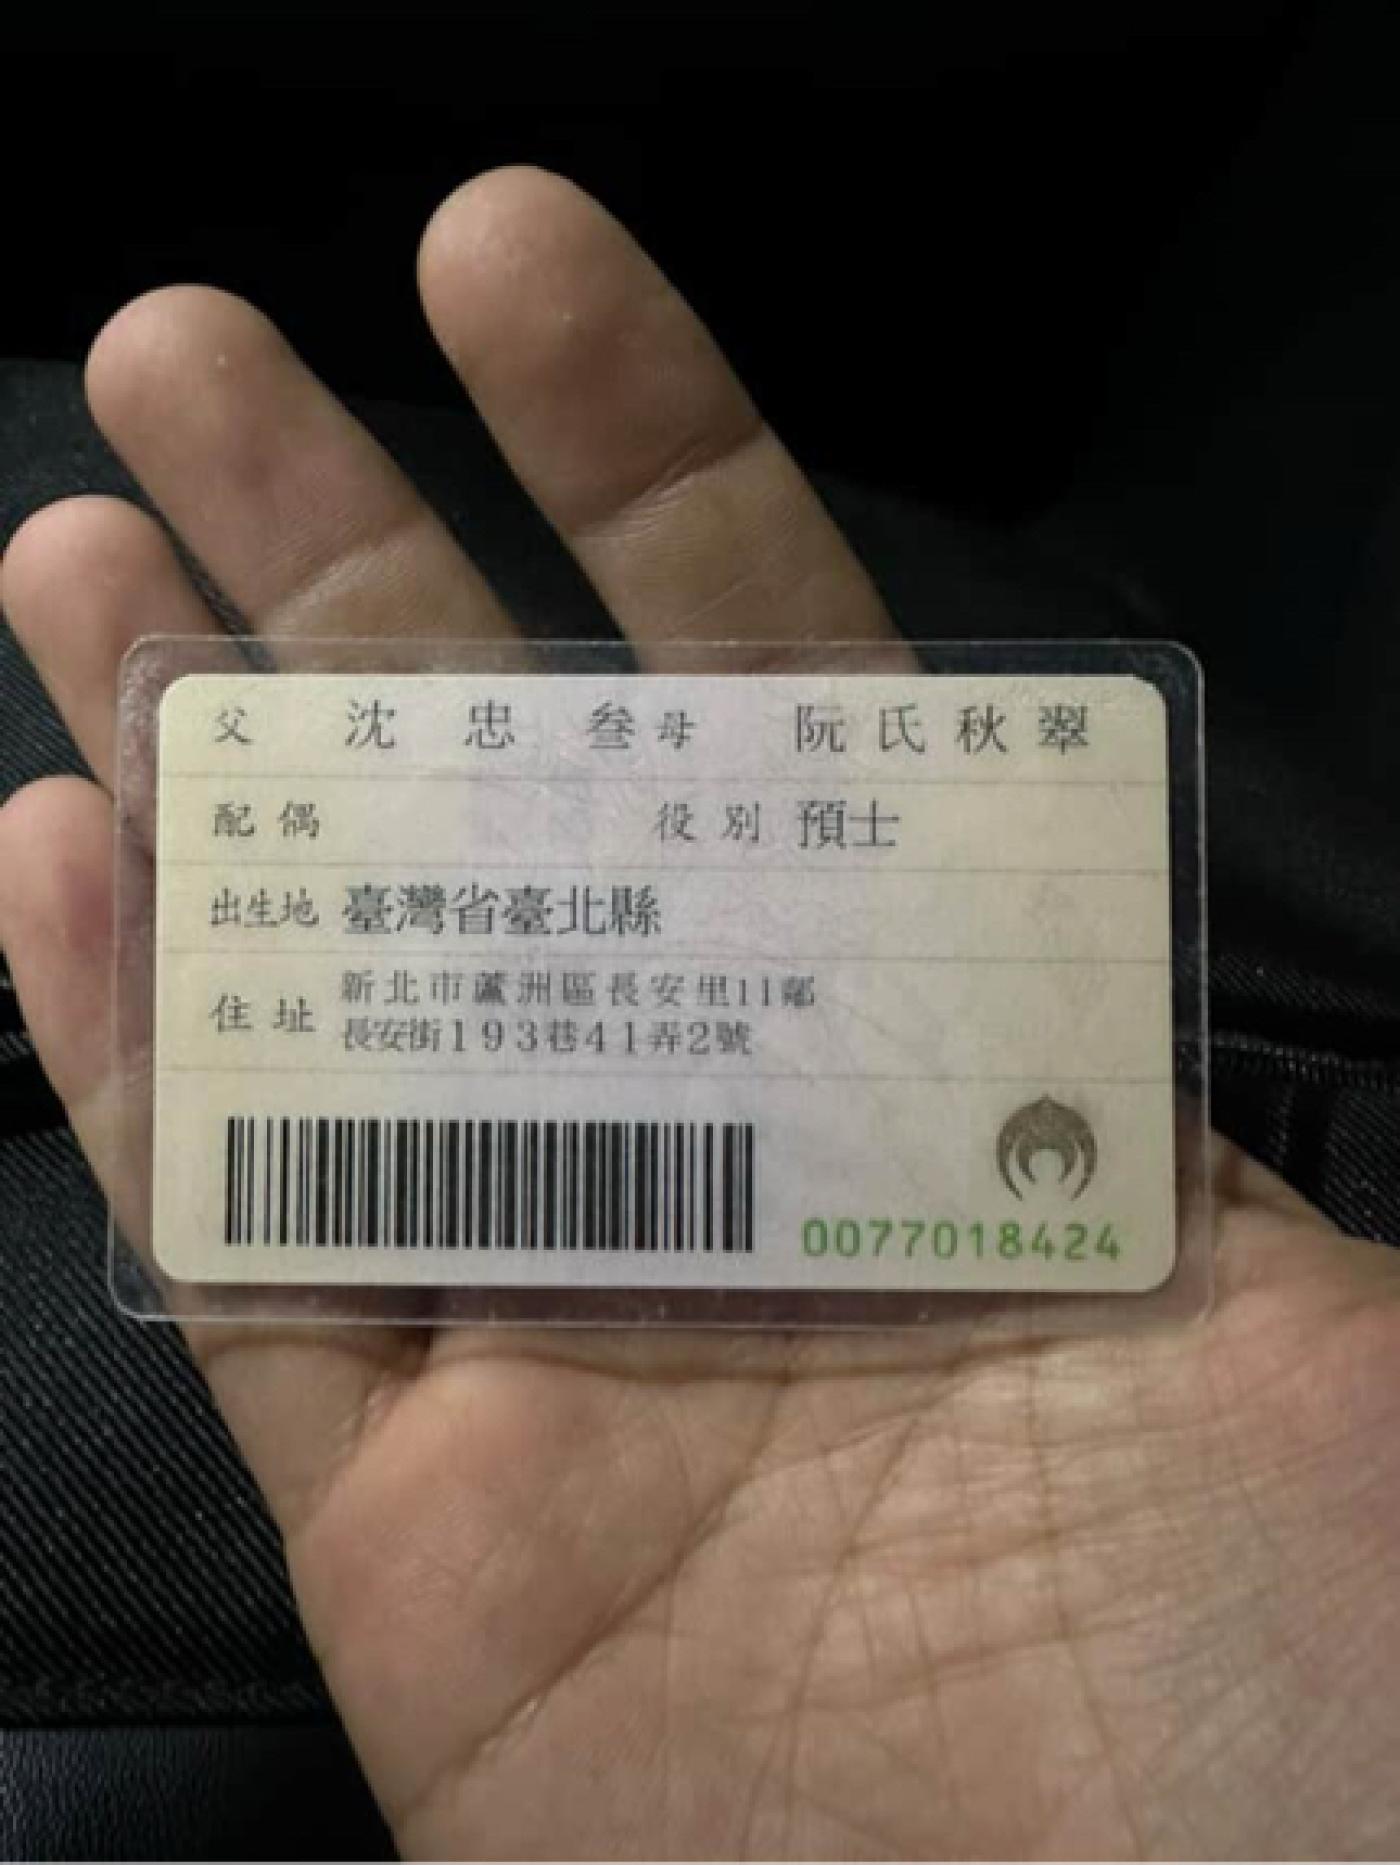 父 沈忠叄 母 阮氏秋翠
配偶 役別 預士
出生地 臺灣省臺北縣
住址 新北市蘆洲區長安里11鄰
長安街193巷41弄2號
0077018424